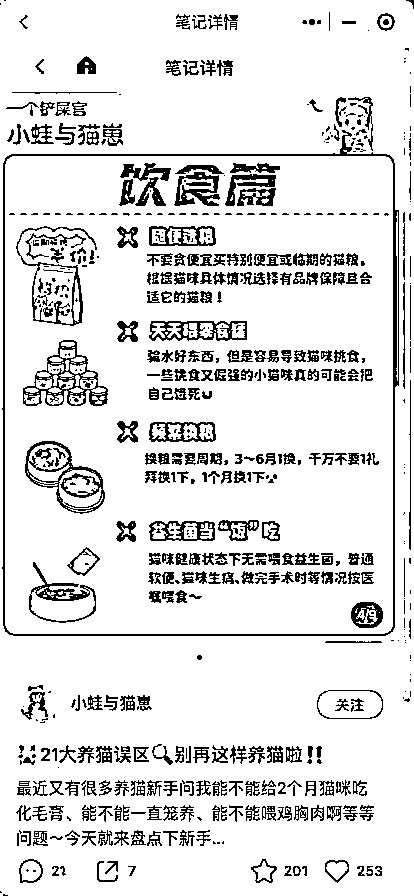 笔记详情
笔记详情
一个铲屎官
小蛙与猫崽
饮食篇
随便选粮
不要贪便宜买特别便宜或临期的猫粮，
根据猫咪具体情况选择有品牌保障且合
适它的猫粮！
天天喂零食罐
猫水好东西，但是容易导致猫咪挑食，
一些挑食又倔强的小猫咪真的可能会把
自己饿死
频繁换粮
换粮需要周期，3～6月1换，千万不要1礼
拜换1下，1个月换1下
益生菌当“饭”吃
猫咪健康状态下无需喂食益生菌，普通
软便、猫咪生病、做完手术时等情况按医
嘱喂食～
小蛙与猫崽
关注
21大养猫误区🔍别再这样养猫啦‼️
最近又有很多养猫新手问我能不能给2个月猫咪吃
化毛膏、能不能一直笼养、能不能喂鸡胸肉啊等等
问题～今天就来盘点下新手...
21 7 201 253